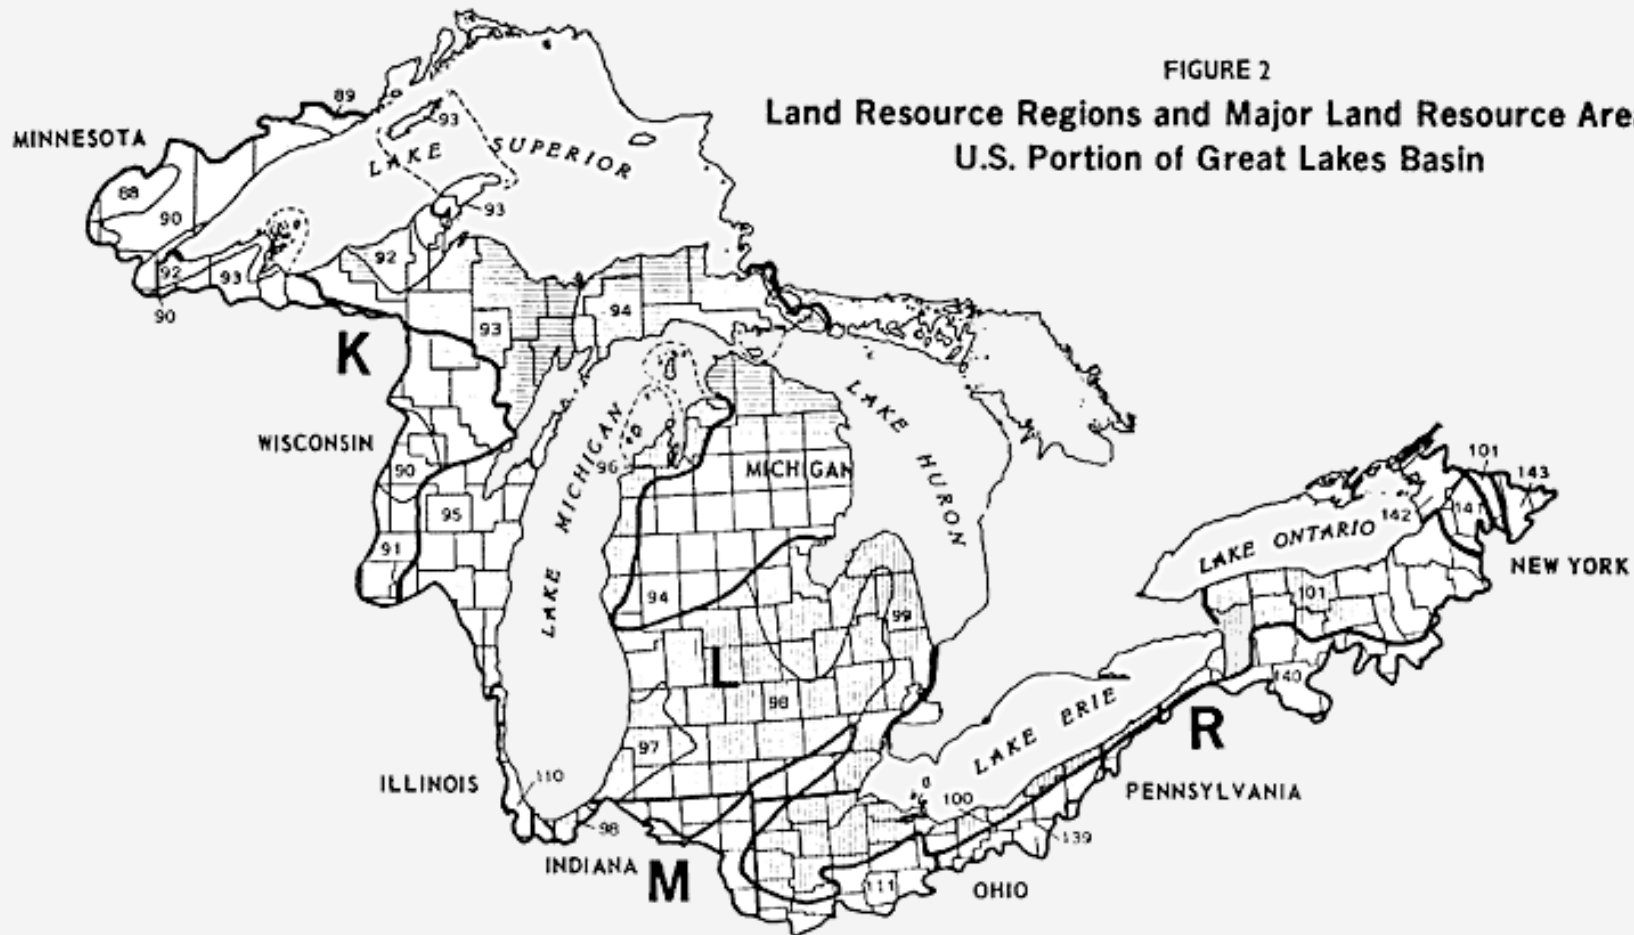 FIGURE 2
Land Resource Regions and Major Land Resource Are
U.S. Portion of Great Lakes Basin
89
MINNESOTA
93
LAKE SUPERIOR
88
90
93
92
93
92
90
94
93
K
LAKE MICHIGAN
LAKE HURON
WISCONSIN
90
96
MICHIGAN
101
143
95
142
141
LAKE ONTARIO
91
NEW YORK
94
99
101
L
98
140
LAKE ERIE
R
97
ILLINOIS
110
100
PENNSYLVANIA
98
139
INDIANA
M
111
OHIO